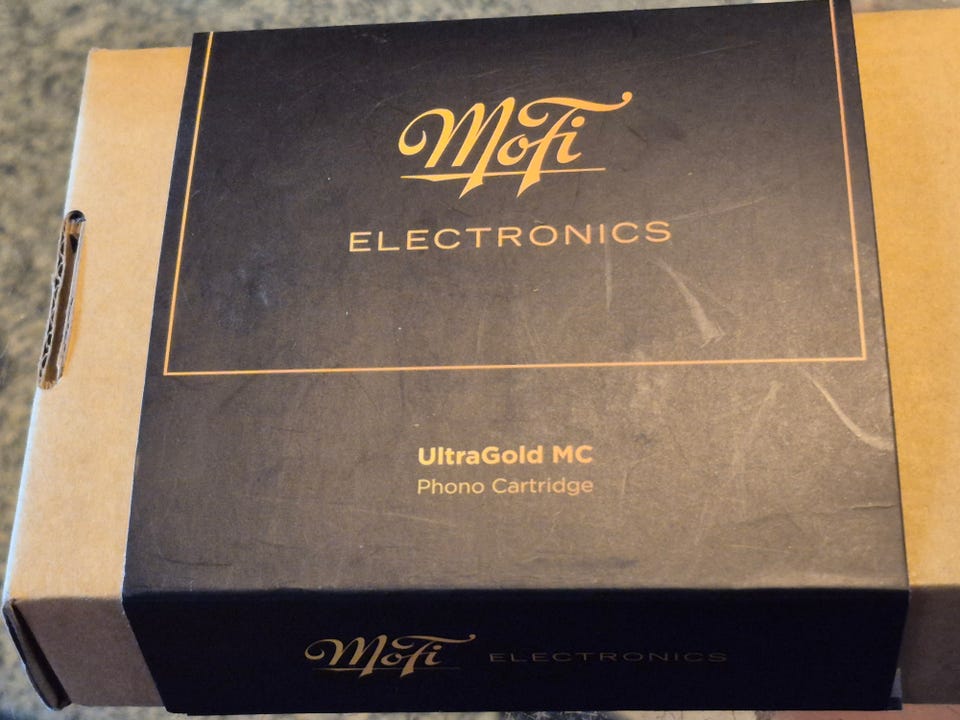 MoFi
ELECTRONICS
UltraGold MC
Phono Cartridge
MoFi ELECTRONICS